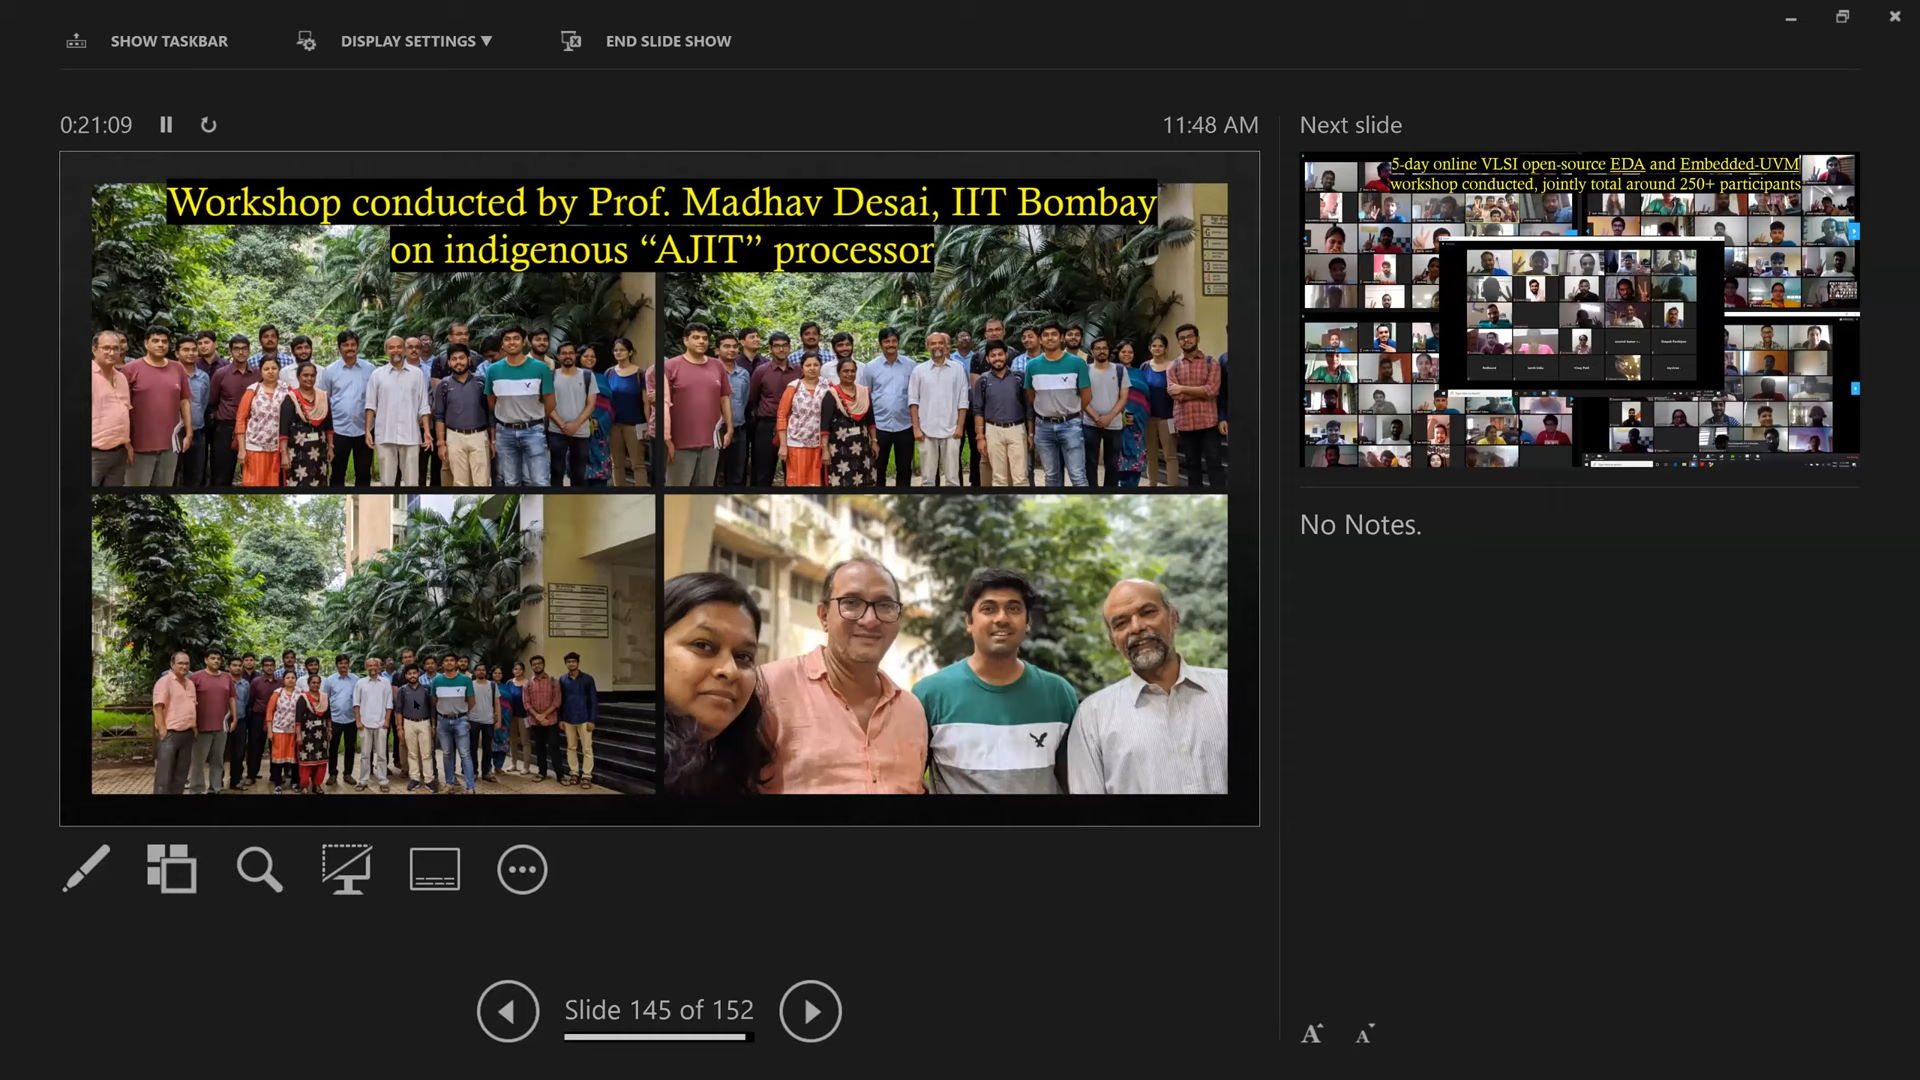 SHOW TASKBAR
DISPLAY SETTINGS ▼
END SLIDE SHOW
0:21:09
11:48 AM
Workshop conducted by Prof. Madhav Desai, IIT Bombay
on indigenous “AJIT” processor
Next slide
5-day online VLSI open-source EDA and Embedded-UVM
workshop conducted, jointly total around 250+ participants
No Notes.
Slide 145 of 152